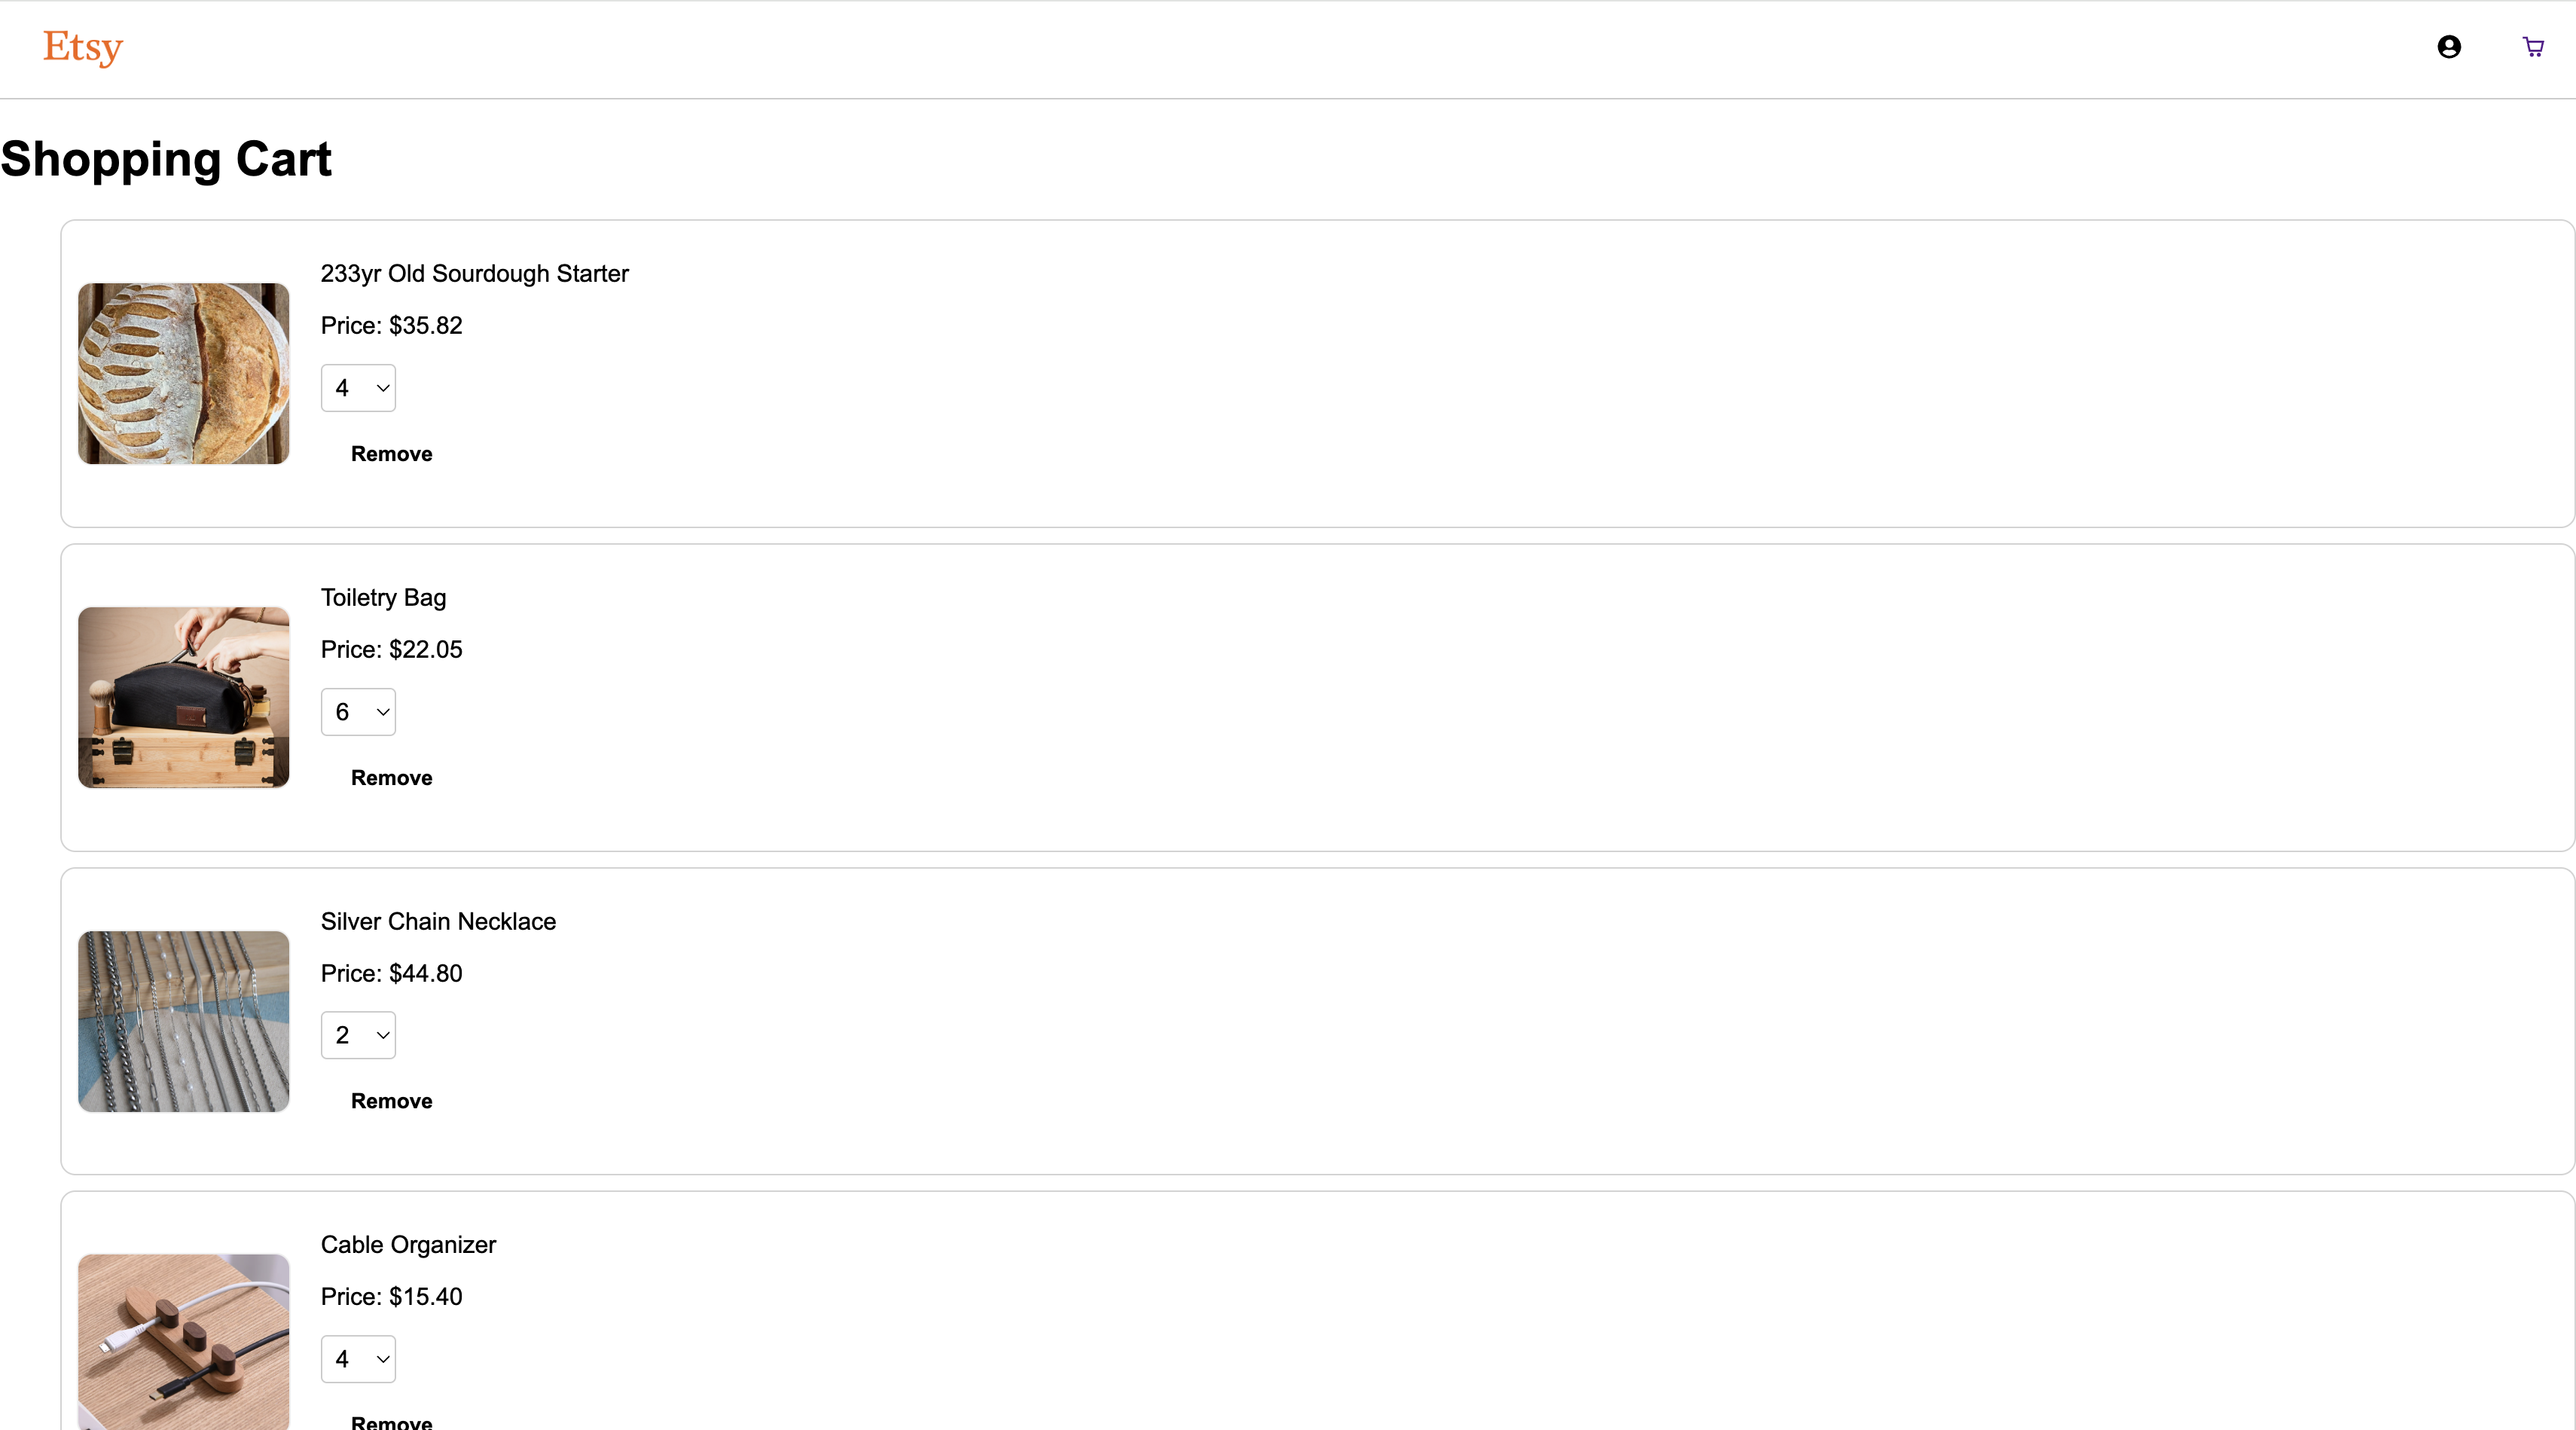 Etsy
Shopping Cart
233yr Old Sourdough Starter
Price: $35.82
4
Remove
Toiletry Bag
Price: $22.05
6
Remove
Silver Chain Necklace
Price: $44.80
2
Remove
Cable Organizer
Price: $15.40
4
Remove